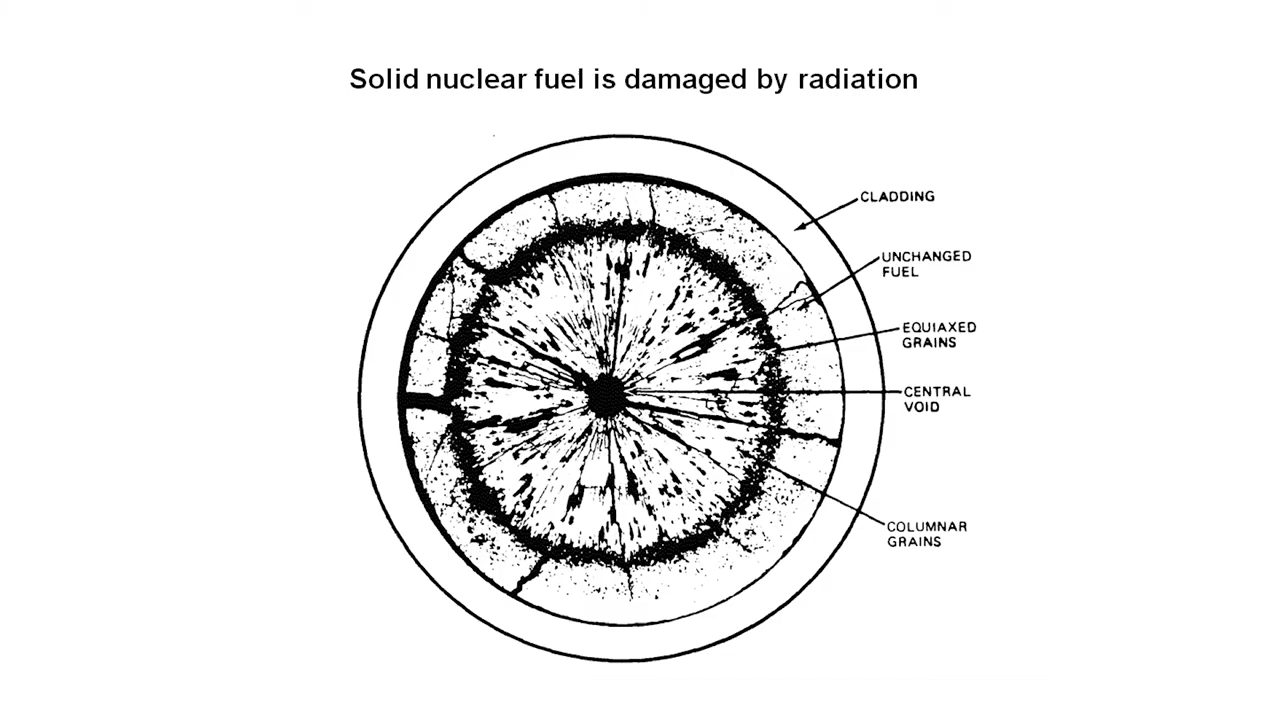 Solid nuclear fuel is damaged by radiation
CLADDING
UNCHANGED
FUEL
EQUIAXED
GRAINS
CENTRAL
VOID
COLUMNAR
GRAINS